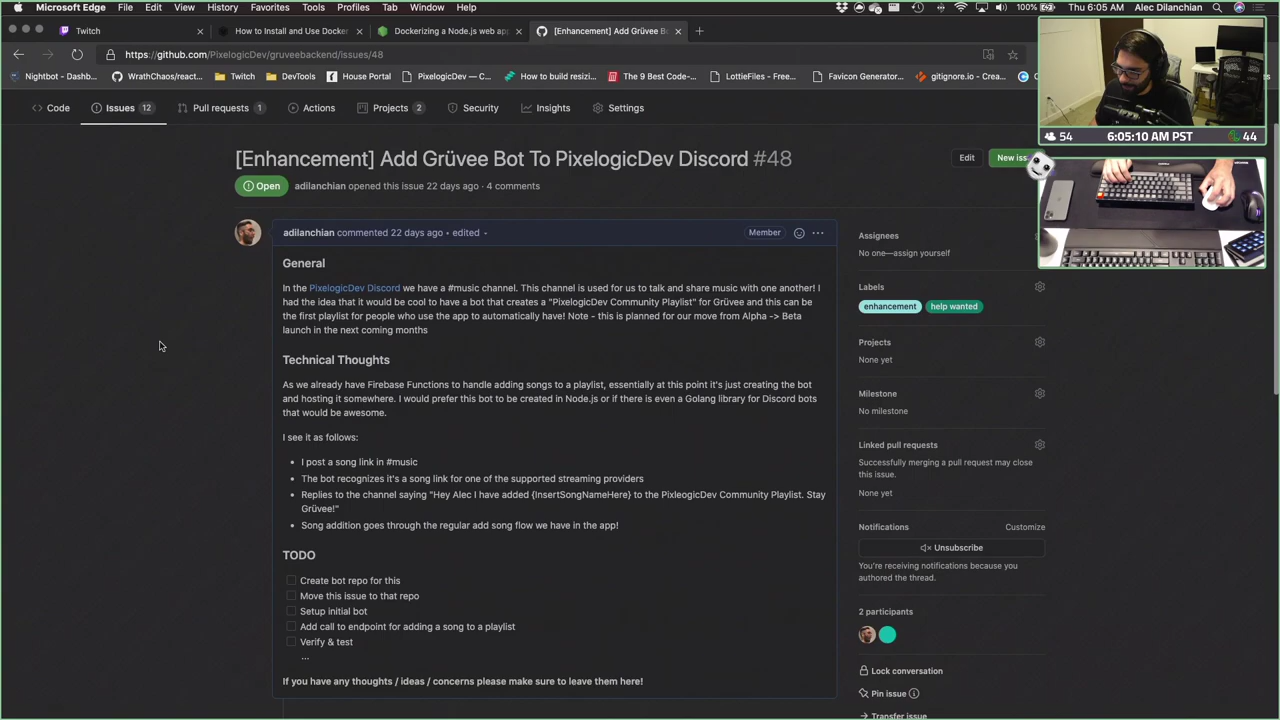 Microsoft Edge File Edit View History Favorites Tools Profiles Tab Window Help
100% Thu 6:05 AM Alec Dilanchian
Twitch
How to Install and Use Docker
Dockerizing a Node.js web app
[Enhancement] Add Grüvee Bo
https://github.com/PixelogicDev/gruveebackend/issues/48
Nightbot - Dashb...
WrathChaos/react...
Twitch
DevTools
House Portal
PixelogicDev — C...
How to build resizi...
The 9 Best Code-...
LottieFiles - Free...
Favicon Generator...
gitignore.io - Crea...
Code
Issues 12
Pull requests 1
Actions
Projects 2
Security
Insights
Settings
54 6:05:10 AM PST 44
[Enhancement] Add Grüvee Bot To PixelogicDev Discord #48
Edit
New iss
Open adilanchian opened this issue 22 days ago · 4 comments
adilanchian commented 22 days ago • edited
Member
General
In the PixelogicDev Discord we have a #music channel. This channel is used for us to talk and share music with one another! I
had the idea that it would be cool to have a bot that creates a "PixelogicDev Community Playlist" for Grüvee and this can be
the first playlist for people who use the app to automatically have! Note - this is planned for our move from Alpha -> Beta
launch in the next coming months
Technical Thoughts
As we already have Firebase Functions to handle adding songs to a playlist, essentially at this point it's just creating the bot
and hosting it somewhere. I would prefer this bot to be created in Node.js or if there is even a Golang library for Discord bots
that would be awesome.
I see it as follows:
• I post a song link in #music
• The bot recognizes it's a song link for one of the supported streaming providers
• Replies to the channel saying "Hey Alec I have added {InsertSongNameHere} to the PixleogicDev Community Playlist. Stay
Grüvee!"
• Song addition goes through the regular add song flow we have in the app!
TODO
Create bot repo for this
Move this issue to that repo
Setup initial bot
Add call to endpoint for adding a song to a playlist
Verify & test
...
If you have any thoughts / ideas / concerns please make sure to leave them here!
Assignees
No one—assign yourself
Labels
enhancement
help wanted
Projects
None yet
Milestone
No milestone
Linked pull requests
Successfully merging a pull request may close
this issue.
None yet
Notifications
Customize
Unsubscribe
You're receiving notifications because you
authored the thread.
2 participants
Lock conversation
Pin issue
Transfer issue